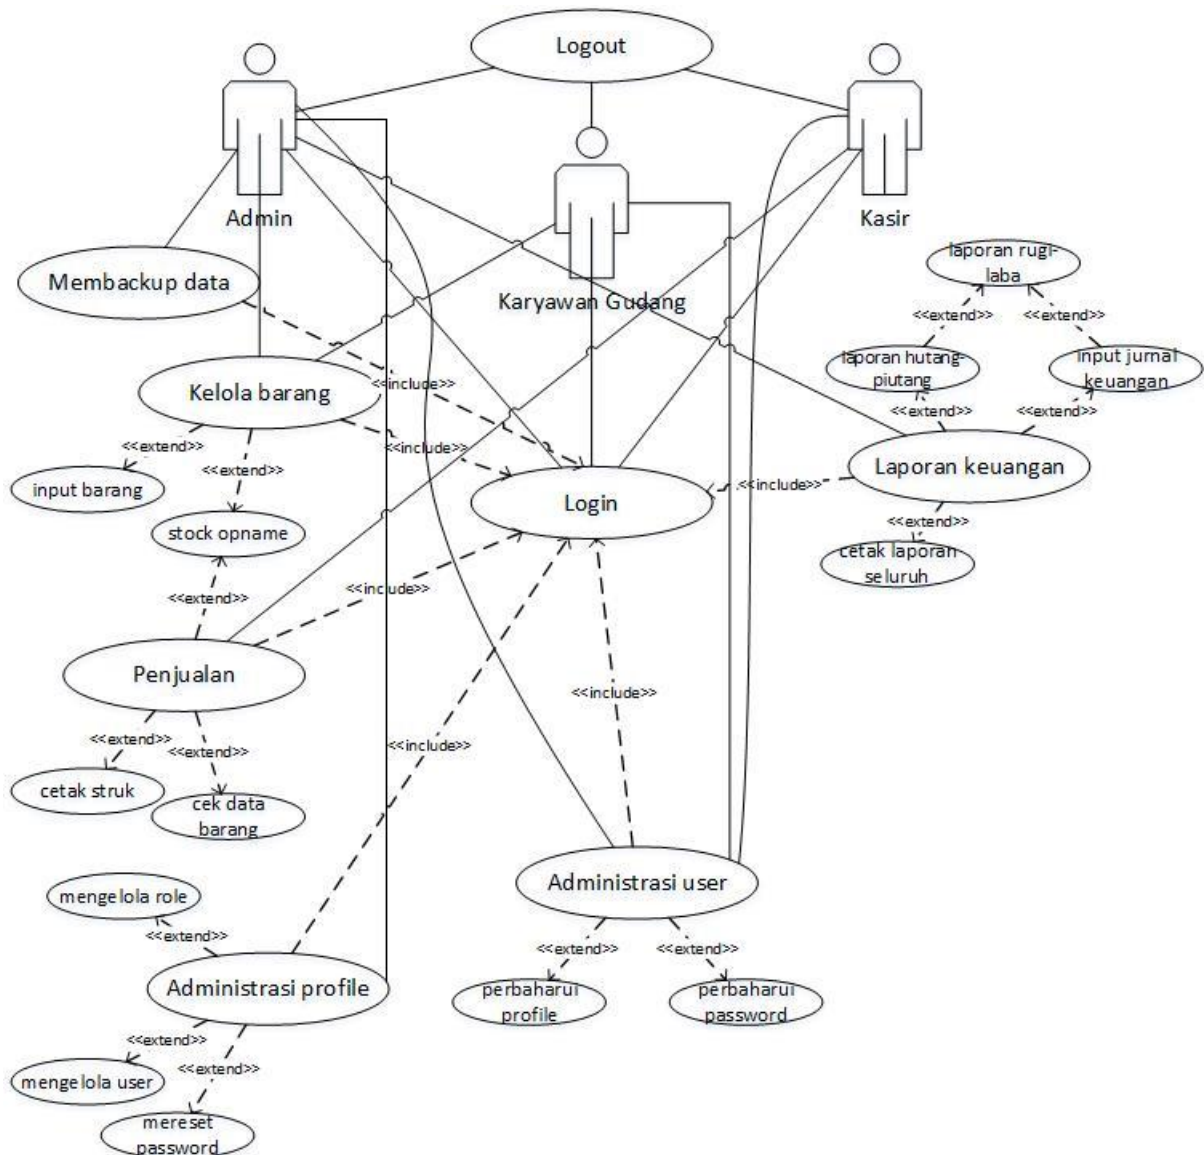 Logout
Admin
Kasir
Karyawan Gudang
Membackup data
laporan rugi-
laba
<<extend>>
<<extend>>
laporan hutang-
piutang
input jurnal
keuangan
Kelola barang
<<include>>
<<extend>>
<<extend>>
<<extend>>
<<include>>
<<extend>>
input barang
Laporan keuangan
<<include>>
Login
stock opname
<<extend>>
cetak laporan
seluruh
<<extend>>
<<include>>
Penjualan
<<include>>
<<extend>>
<<extend>>
<<include>>
cetak struk
cek data
barang
Administrasi user
mengelola role
<<extend>>
<<extend>>
<<extend>>
Administrasi profile
perbaharui
profile
perbaharui
password
<<extend>>
<<extend>>
mengelola user
mereset
password